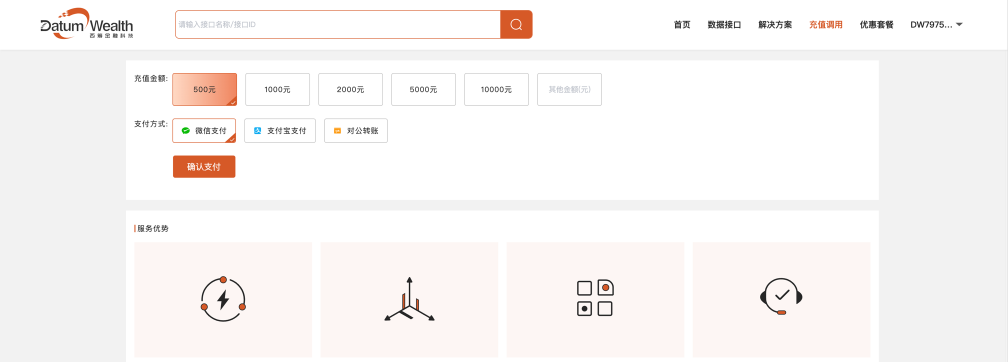 Datum Wealth
西筹金融科技
请输入接口名称/接口ID
首页 数据接口 解决方案 充值调用 优惠套餐 DW7975...
充值金额: 500元 1000元 2000元 5000元 10000元 其他金额(元)
支付方式: 微信支付 支付宝支付 对公转账
确认支付
服务优势